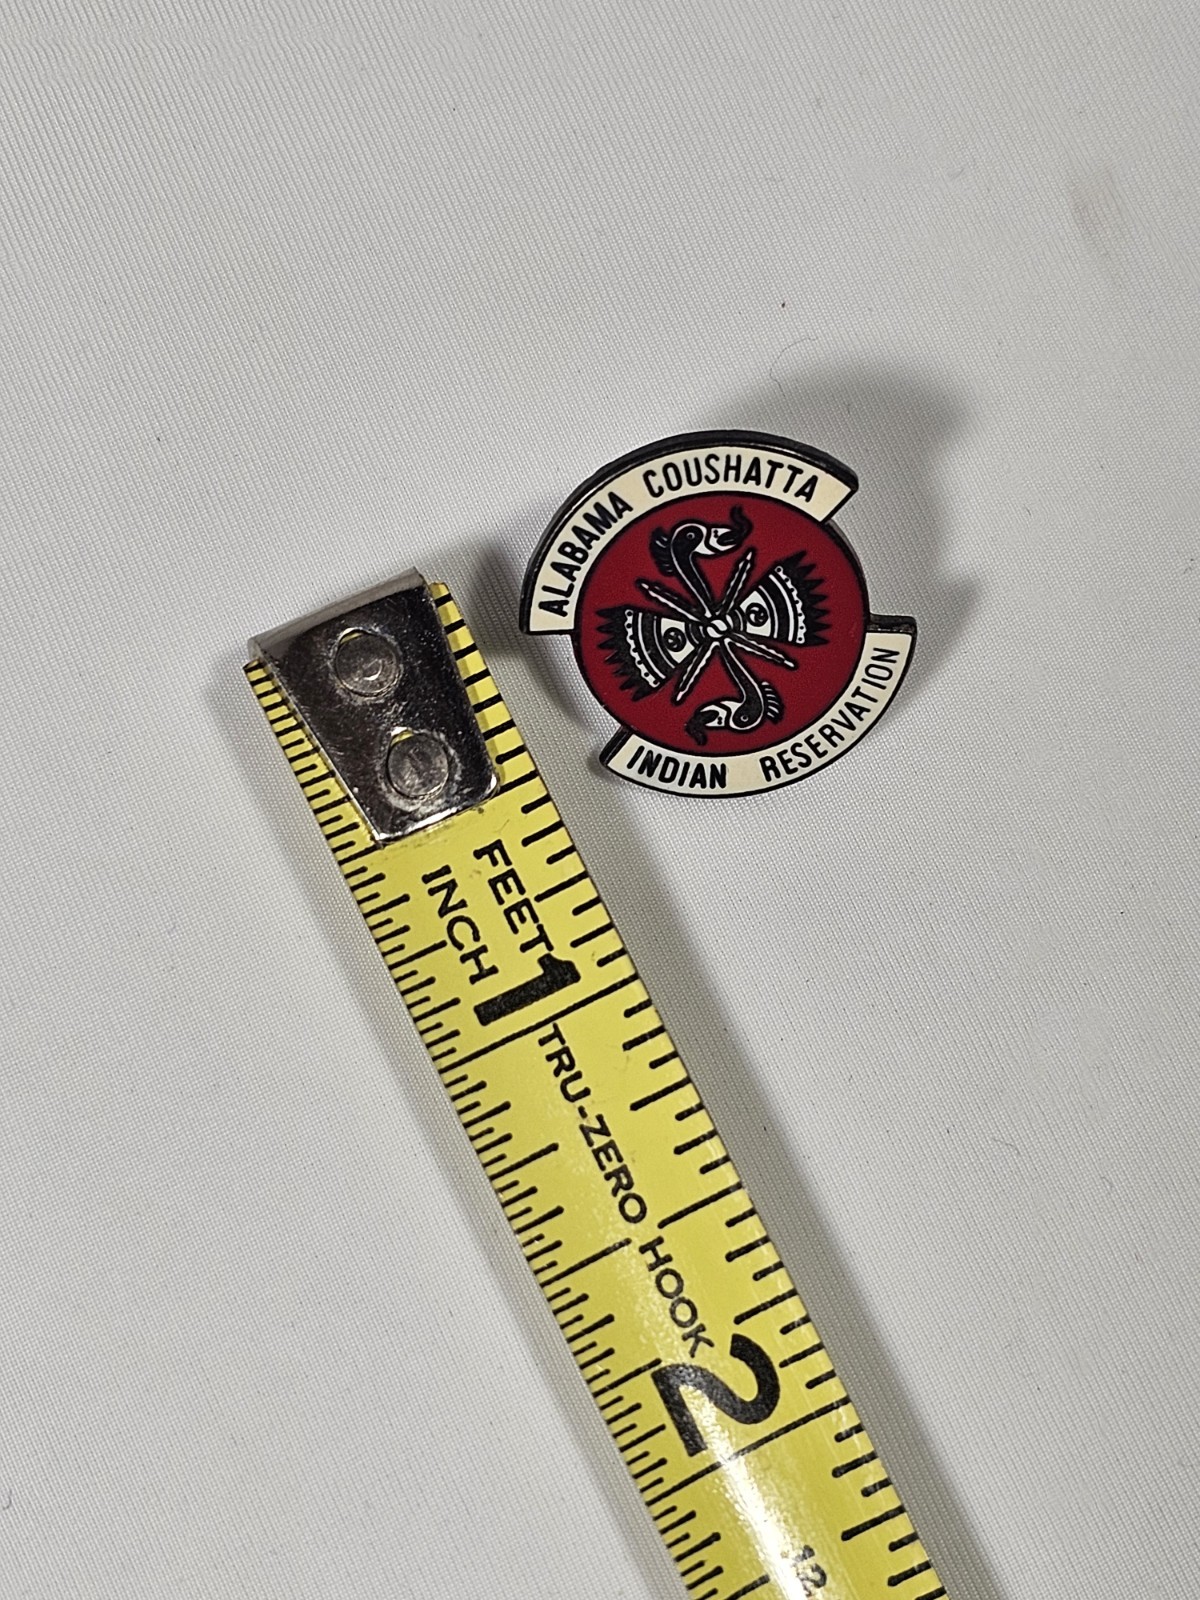 ALABAMA COUSHATTA
INDIAN RESERVATION
FEET
INCH
1
TRU-ZERO HOOK
2
12